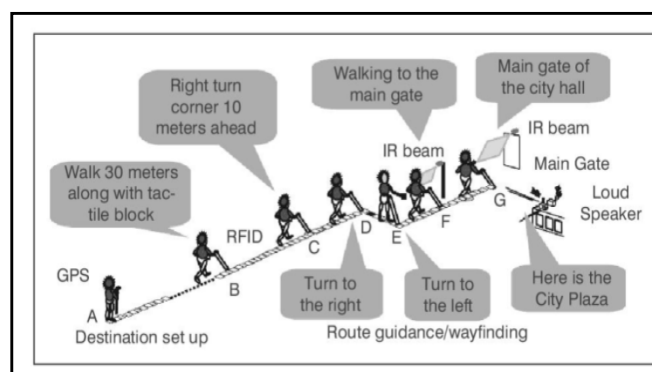 Right turn
corner 10
meters ahead
Walking to the
main gate
Main gate of
the city hall
IR beam
IR beam
Main Gate
Walk 30 meters
along with tac-
tile block
RFID
Loud
Speaker
GPS
A
B
C
D
E
F
G
Turn to
the right
Turn to
the left
Here is the
City Plaza
Destination set up
Route guidance/wayfinding